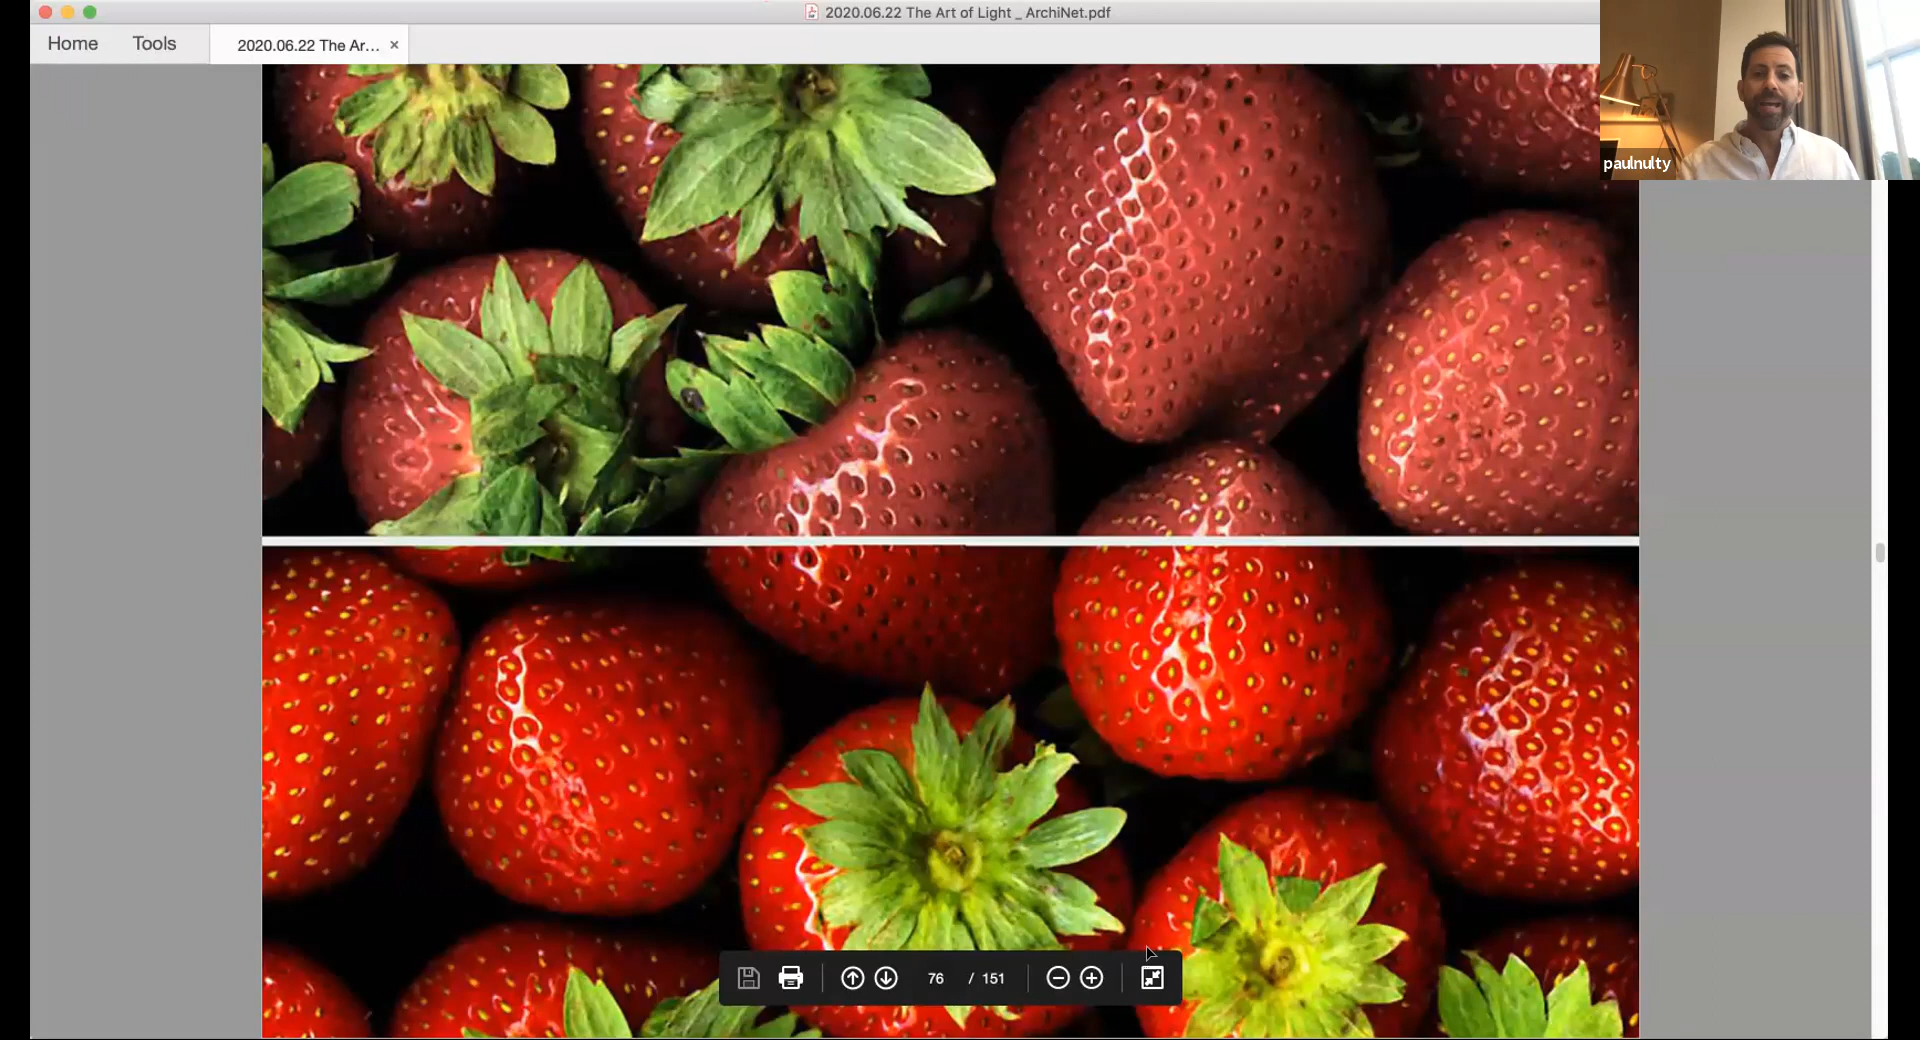 2020.06.22 The Art of Light _ ArchiNet.pdf
Home
Tools
2020.06.22 The Ar... ×
paulnulty
76 / 151